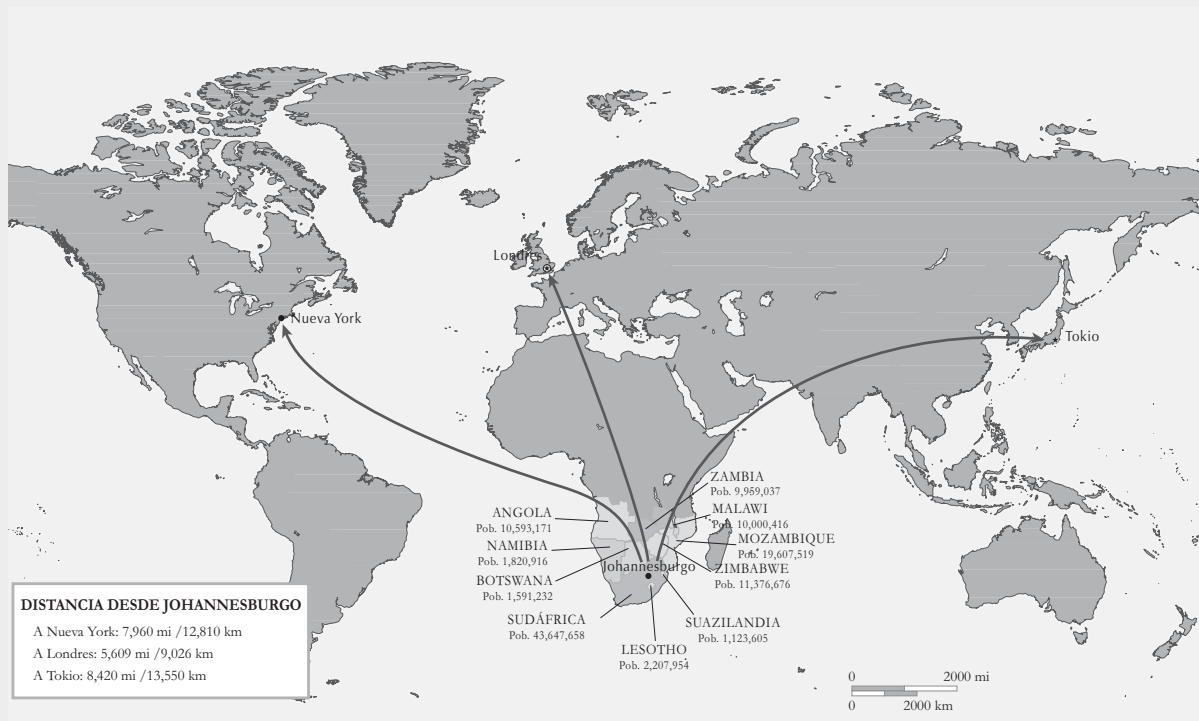 Londres
Nueva York
Tokio
ZAMBIA
Pob. 9,959,037
MALAWI
Pob. 10,000,416
MOZAMBIQUE
Pob. 19,607,519
ZIMBABWE
Pob. 11,376,676
ANGOLA
Pob. 10,593,171
NAMIBIA
Pob. 1,820,916
BOTSWANA
Pob. 1,591,232
Johannesburgo
SUDÁFRICA
Pob. 43,647,658
SUAZILANDIA
Pob. 1,123,605
LESOTHO
Pob. 2,207,954
DISTANCIA DESDE JOHANNESBURGO
A Nueva York: 7,960 mi /12,810 km
A Londres: 5,609 mi /9,026 km
A Tokio: 8,420 mi /13,550 km
0 2000 mi
0 2000 km